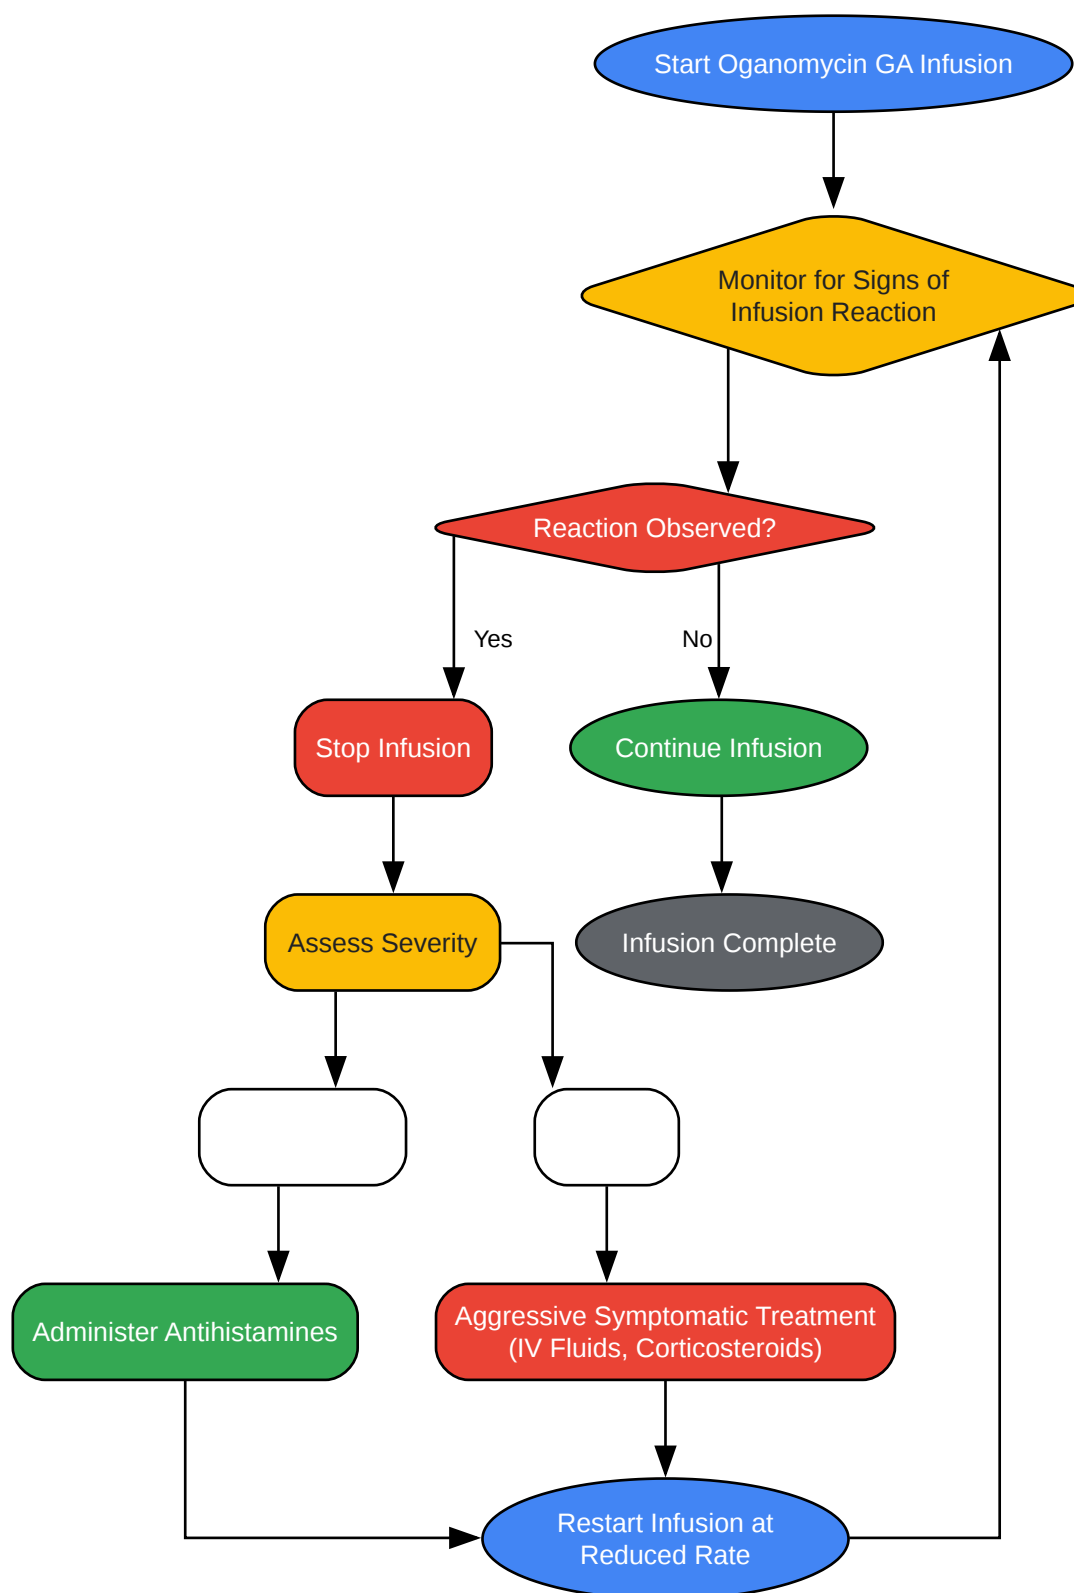 Start Oganomycin GA Infusion
Monitor for Signs of
Infusion Reaction
Reaction Observed?
Yes
No
Stop Infusion
Continue Infusion
Assess Severity
Infusion Complete
Administer Antihistamines
Aggressive Symptomatic Treatment
(IV Fluids, Corticosteroids)
Restart Infusion at
Reduced Rate